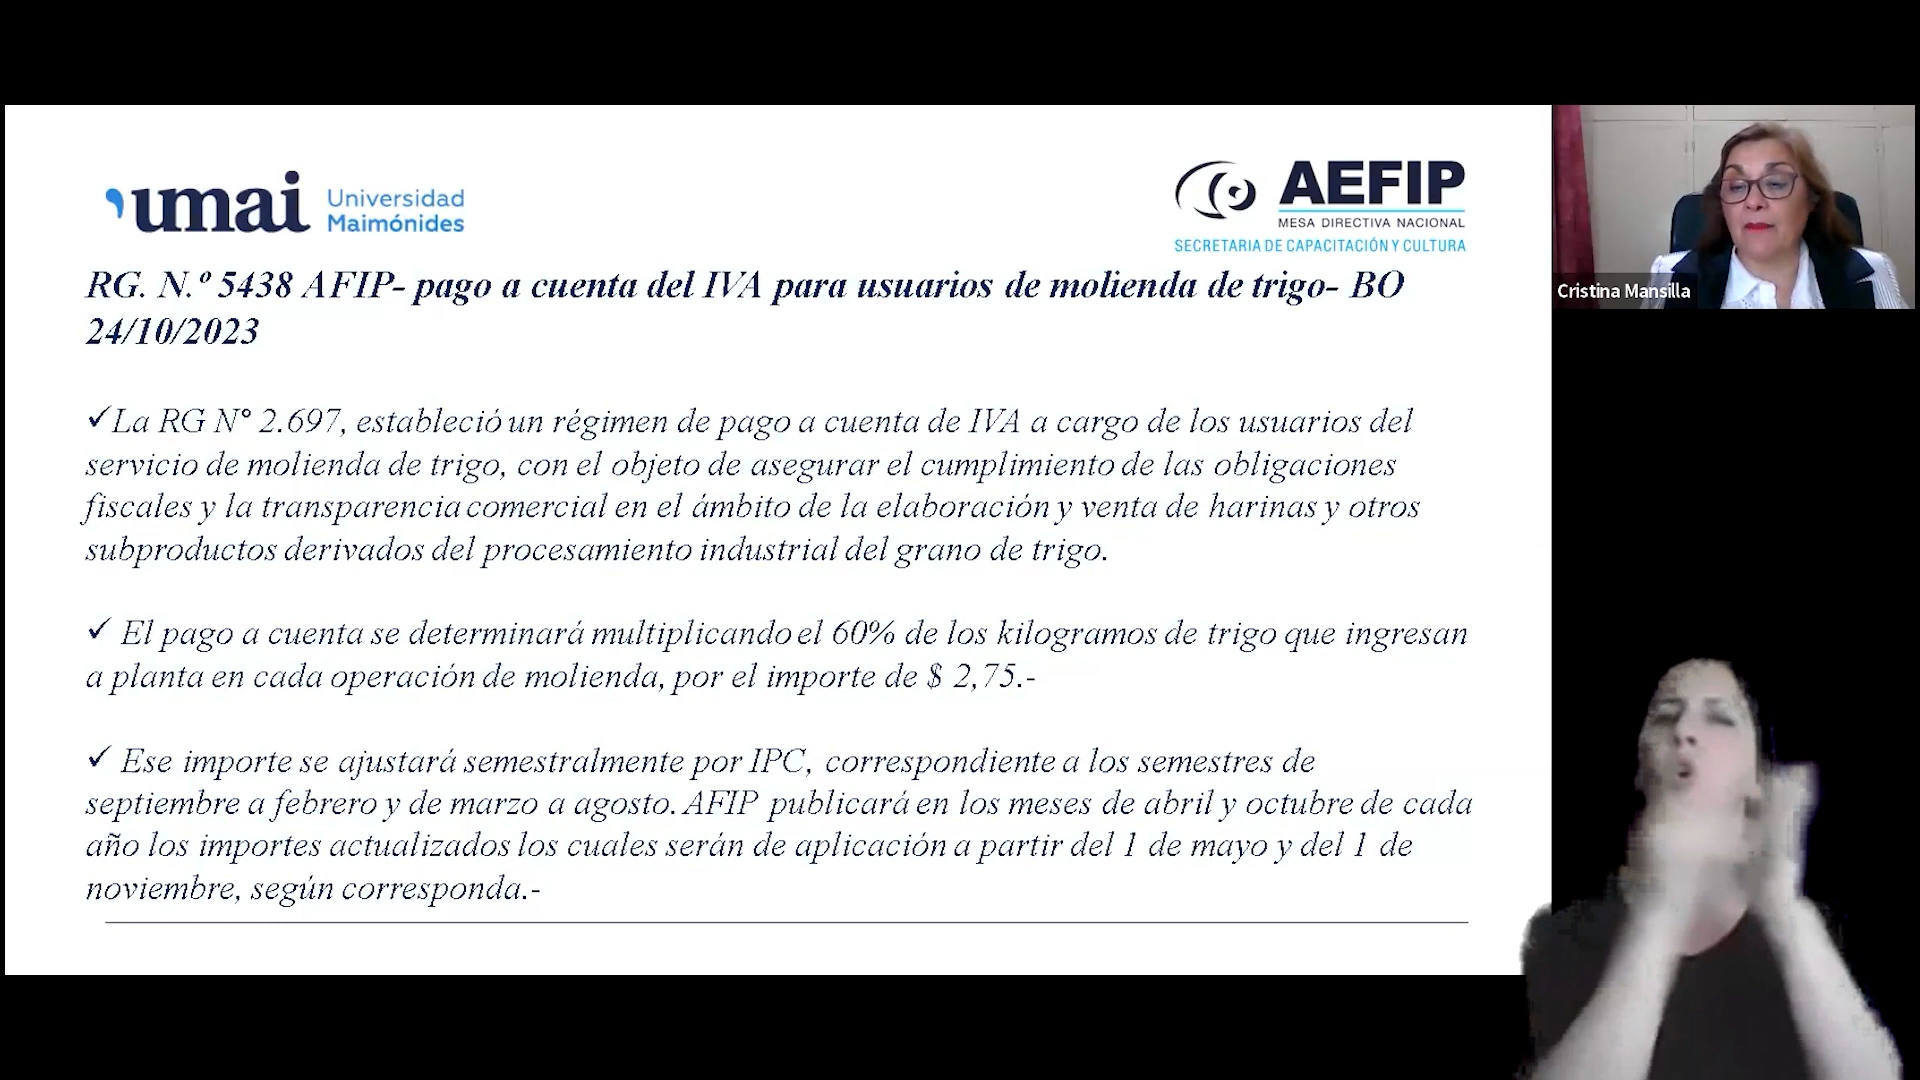 umai Universidad
Maimónides
AEFIP
MESA DIRECTIVA NACIONAL
SECRETARIA DE CAPACITACIÓN Y CULTURA
RG. N.º 5438 AFIP- pago a cuenta del IVA para usuarios de molienda de trigo- BO
24/10/2023
✓La RG N° 2.697, estableció un régimen de pago a cuenta de IVA a cargo de los usuarios del
servicio de molienda de trigo, con el objeto de asegurar el cumplimiento de las obligaciones
fiscales y la transparencia comercial en el ámbito de la elaboración y venta de harinas y otros
subproductos derivados del procesamiento industrial del grano de trigo.
✓ El pago a cuenta se determinará multiplicando el 60% de los kilogramos de trigo que ingresan
a planta en cada operación de molienda, por el importe de $ 2,75.-
✓ Ese importe se ajustará semestralmente por IPC, correspondiente a los semestres de
septiembre a febrero y de marzo a agosto. AFIP publicará en los meses de abril y octubre de cada
año los importes actualizados los cuales serán de aplicación a partir del 1 de mayo y del 1 de
noviembre, según corresponda.-
Cristina Mansilla